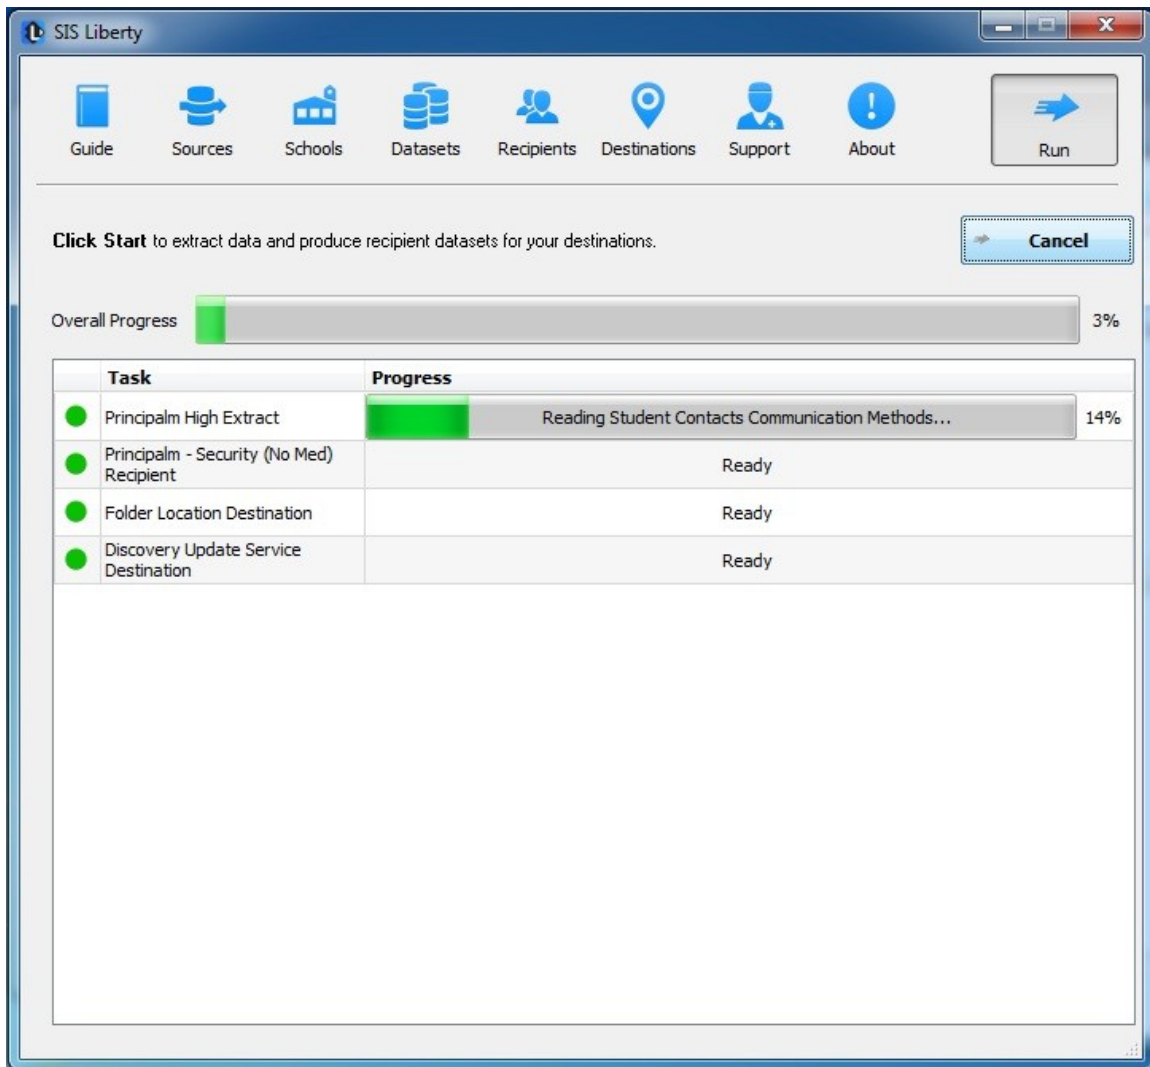 SIS Liberty
Guide Sources Schools Datasets Recipients Destinations Support About Run
Click Start to extract data and produce recipient datasets for your destinations.
Cancel
Overall Progress 3%
Task Progress
Principalm High Extract Reading Student Contacts Communication Methods... 14%
Principalm - Security (No Med)
Recipient
Ready
Folder Location Destination Ready
Discovery Update Service
Destination
Ready